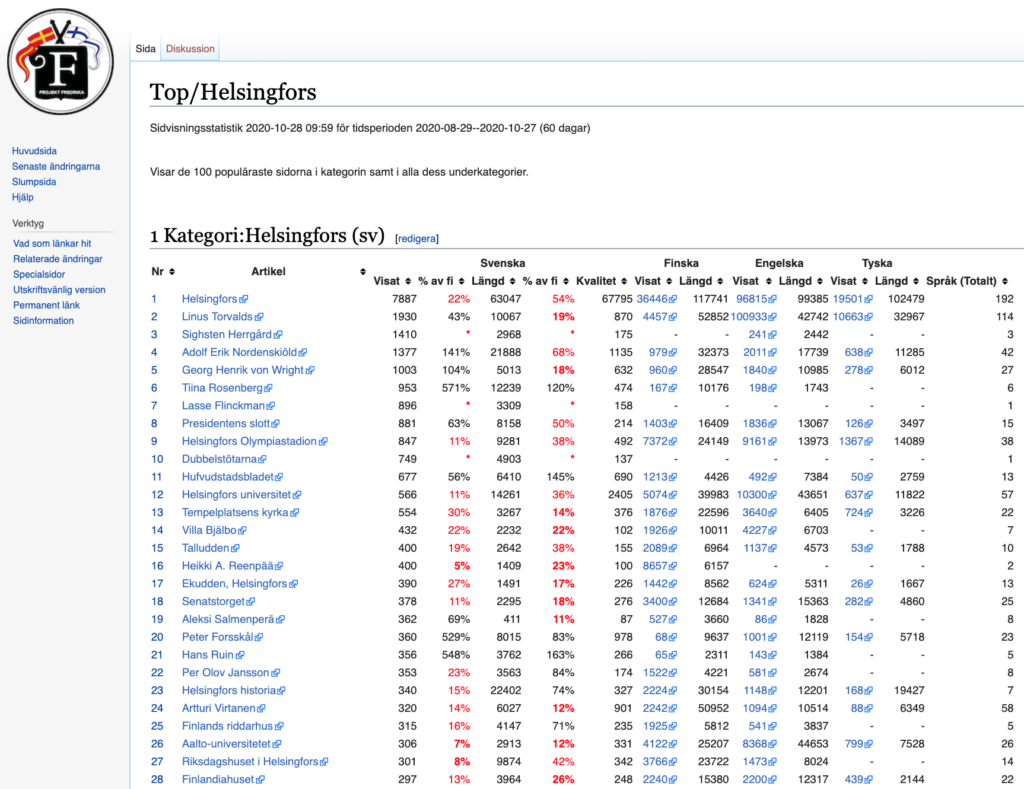 F
PROJEKT FREDRIKA
Sida Diskussion
Top/Helsingfors
Sidvisningsstatistik 2020-10-28 09:59 för tidsperioden 2020-08-29--2020-10-27 (60 dagar)
Huvudsida
Senaste ändringarna
Slumpsida
Hjälp
Verktyg
Vad som länkar hit
Relaterade ändringar
Specialsidor
Utskriftsvänlig version
Permanent länk
Sidinformation
Visar de 100 populäraste sidorna i kategorin samt i alla dess underkategorier.
1 Kategori:Helsingfors (sv) [redigera]
Svenska Finska Engelska Tyska
Nr Artikel Visat % av fi Längd % av fi Kvalitet Visat Längd Visat Längd Visat Längd Språk (Totalt)
1 Helsingfors 7887 22% 63047 54% 67795 36446 117741 96815 99385 19501 102479 192
2 Linus Torvalds 1930 43% 10067 19% 870 4457 52852 100933 42742 10663 32967 114
3 Sighsten Herrgård 1410 * 2968 * 175 - - 241 2442 - - 3
4 Adolf Erik Nordenskiöld 1377 141% 21888 68% 1135 979 32373 2011 17739 638 11285 42
5 Georg Henrik von Wright 1003 104% 5013 18% 632 960 28547 1840 10985 278 6012 27
6 Tiina Rosenberg 953 571% 12239 120% 474 167 10176 198 1743 - - 6
7 Lasse Flinckman 896 * 3309 * 158 - - - - - - 1
8 Presidentens slott 881 63% 8158 50% 214 1403 16409 1836 13067 126 3497 15
9 Helsingfors Olympiastadion 847 11% 9281 38% 492 7372 24149 9161 13973 1367 14089 38
10 Dubbelstötarna 749 * 4903 * 137 - - - - - - 1
11 Hufvudstadsbladet 677 56% 6410 145% 690 1213 4426 492 7384 50 2759 13
12 Helsingfors universitet 566 11% 14261 36% 2405 5074 39983 10300 43651 637 11822 57
13 Tempelplatsens kyrka 554 30% 3267 14% 376 1876 22596 3640 6405 724 3226 22
14 Villa Bjälbo 432 22% 2232 22% 102 1926 10011 4227 6703 - - 7
15 Talludden 400 19% 2642 38% 155 2089 6964 1137 4573 53 1788 10
16 Heikki A. Reenpää 400 5% 1409 23% 100 8657 6157 - - - - 2
17 Ekudden, Helsingfors 390 27% 1491 17% 226 1442 8562 624 5311 26 1667 13
18 Senatstorget 378 11% 2295 18% 276 3400 12684 1341 15363 282 4860 25
19 Aleksi Salmenperä 362 69% 411 11% 87 527 3660 86 1828 - - 8
20 Peter Forsskål 360 529% 8015 83% 978 68 9637 1001 12119 154 5718 23
21 Hans Ruin 356 548% 3762 163% 266 65 2311 143 1384 - - 5
22 Per Olov Jansson 353 23% 3563 84% 174 1522 4221 581 2674 - - 8
23 Helsingfors historia 340 15% 22402 74% 327 2224 30154 1148 12201 168 19427 7
24 Artturi Virtanen 320 14% 6027 12% 901 2242 50952 1094 10514 88 6349 58
25 Finlands riddarhus 315 16% 4147 71% 235 1925 5812 541 3837 - - 5
26 Aalto-universitetet 306 7% 2913 12% 331 4122 25207 8368 44653 799 7528 26
27 Riksdagshuset i Helsingfors 301 8% 9874 42% 342 3766 23722 1473 8024 - - 14
28 Finlandiahuset 297 13% 3964 26% 248 2240 15380 2200 12317 439 2144 22